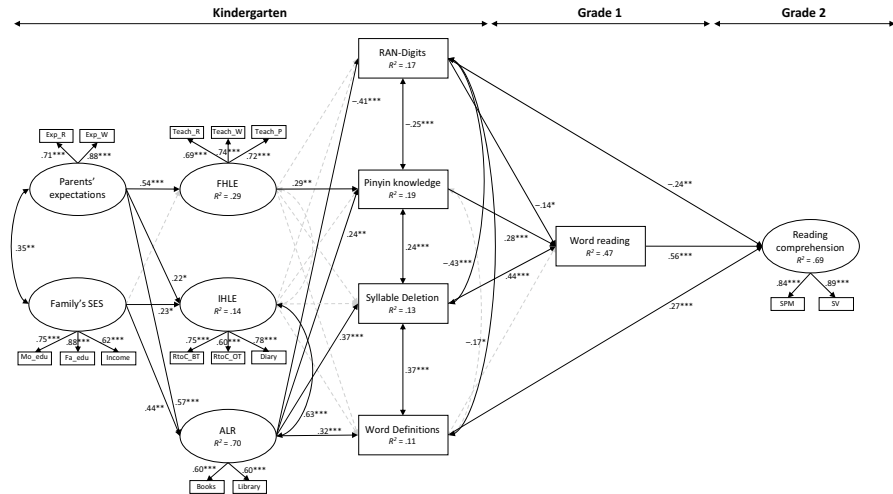 Kindergarten
Grade 1
Grade 2
RAN-Digits
R² = .17
–.41***
Exp_R
Exp_W
Teach_R
Teach_W
Teach_P
–.25***
.71***
.88***
.69***
.74***
.72***
Parents'
expectations
.54***
FHLE
R² = .29
.29**
Pinyin knowledge
R² = .19
–.14*
–.24**
.35**
.24**
.24***
.28***
Word reading
R² = .47
Reading
comprehension
R² = .69
.56***
–.43***
.44***
.22*
.23*
Family's SES
IHLE
R² = .14
Syllable Deletion
R² = .13
.84***
.89***
SPM
SV
.75***
.88***
.62***
.75***
.60***
.78***
.37***
–.17*
.27***
Mo_edu
Fa_edu
Income
RtoC_BT
RtoC_OT
Diary
.37***
.44**
.57***
.63***
ALR
R² = .70
.32***
Word Definitions
R² = .11
.60***
.60***
Books
Library